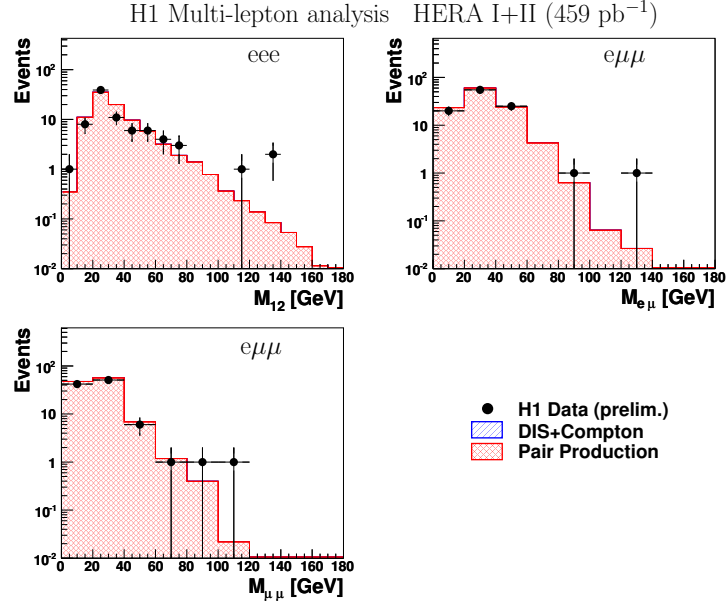 H1 Multi-lepton analysis HERA I+II (459 pb⁻¹)
Events
eee
10²
10
1
10⁻¹
10⁻²
0 20 40 60 80 100 120 140 160 180
M₁₂ [GeV]
Events
eμμ
10²
10
1
10⁻¹
10⁻²
0 20 40 60 80 100 120 140 160 180
M_eμ [GeV]
Events
eμμ
10²
10
1
10⁻¹
10⁻²
0 20 40 60 80 100 120 140 160 180
M_μμ [GeV]
H1 Data (prelim.)
DIS+Compton
Pair Production